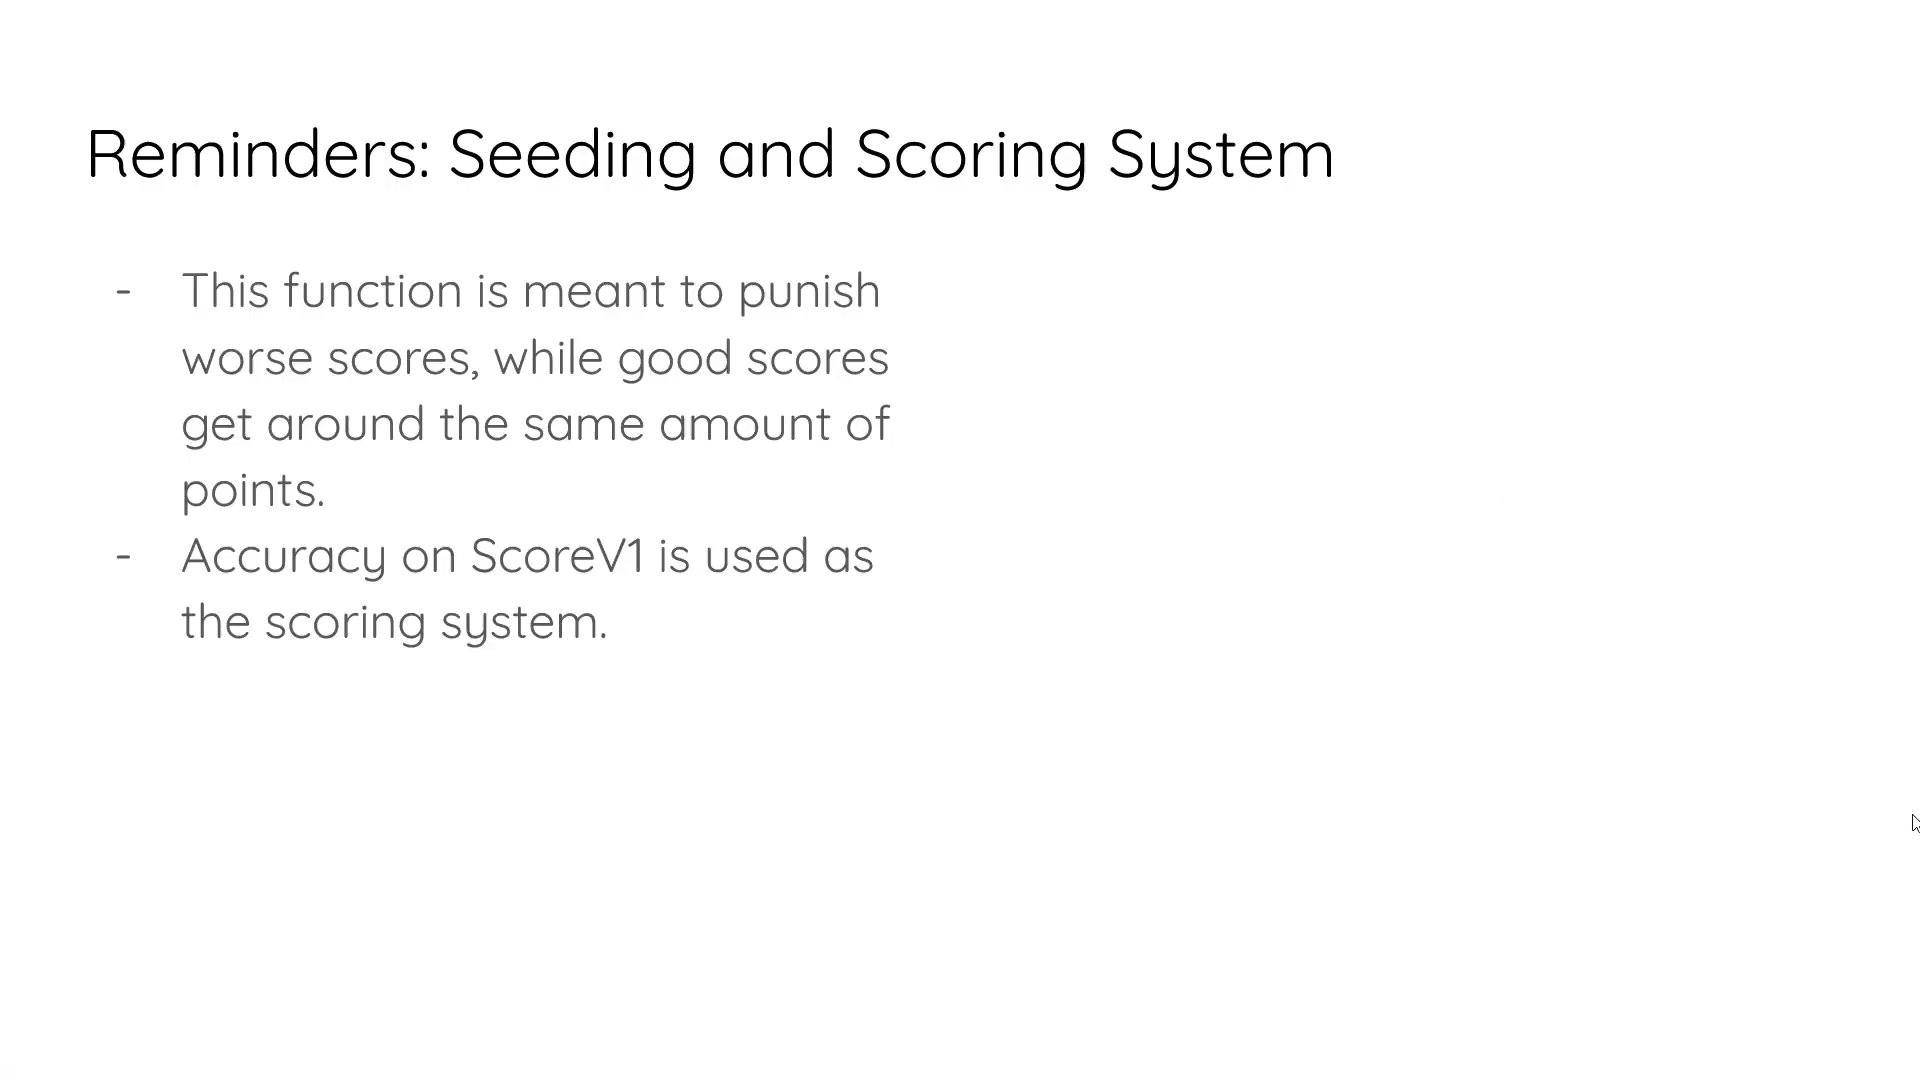 Reminders: Seeding and Scoring System
- This function is meant to punish
worse scores, while good scores
get around the same amount of
points.
- Accuracy on ScoreV1 is used as
the scoring system.